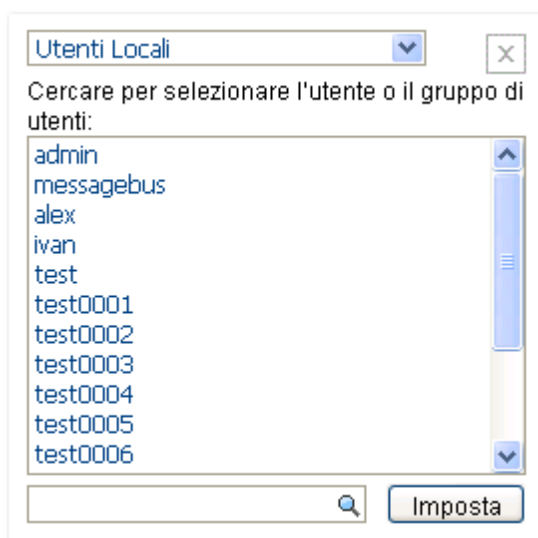 Utenti Locali
Cercare per selezionare l'utente o il gruppo di
utenti:
admin
messagebus
alex
ivan
test
test0001
test0002
test0003
test0004
test0005
test0006
Imposta